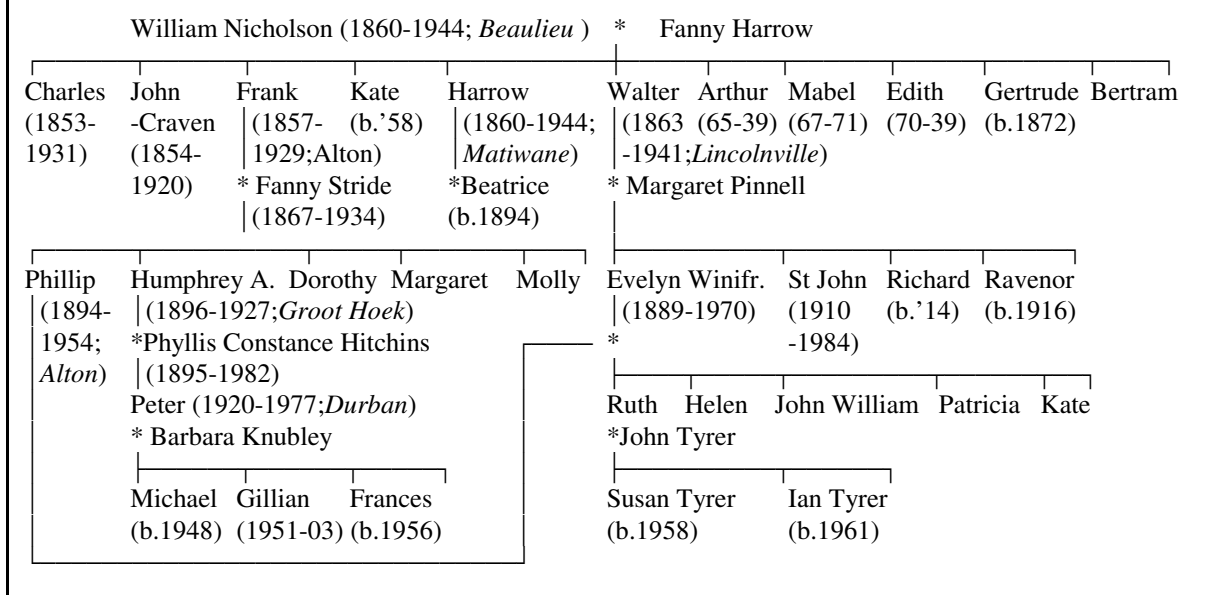 William Nicholson (1860-1944; Beaulieu ) * Fanny Harrow
Charles John Frank Kate Harrow Walter Arthur Mabel Edith Gertrude Bertram
(1853- -Craven (1857- (b.’58) (1860-1944; (1863 (65-39) (67-71) (70-39) (b.1872)
1931) (1854- 1929;Alton) Matiwane) -1941;Lincolnville)
1920) * Fanny Stride *Beatrice * Margaret Pinnell
(1867-1934) (b.1894)
Phillip Humphrey A. Dorothy Margaret Molly Evelyn Winifr. St John Richard Ravenor
(1894- (1896-1927;Groot Hoek) (1889-1970) (1910 (b.’14) (b.1916)
1954; *Phyllis Constance Hitchins * -1984)
Alton) (1895-1982)
Peter (1920-1977;Durban) Ruth Helen John William Patricia Kate
* Barbara Knubley *John Tyrer
Michael Gillian Frances Susan Tyrer Ian Tyrer
(b.1948) (1951-03) (b.1956) (b.1958) (b.1961)